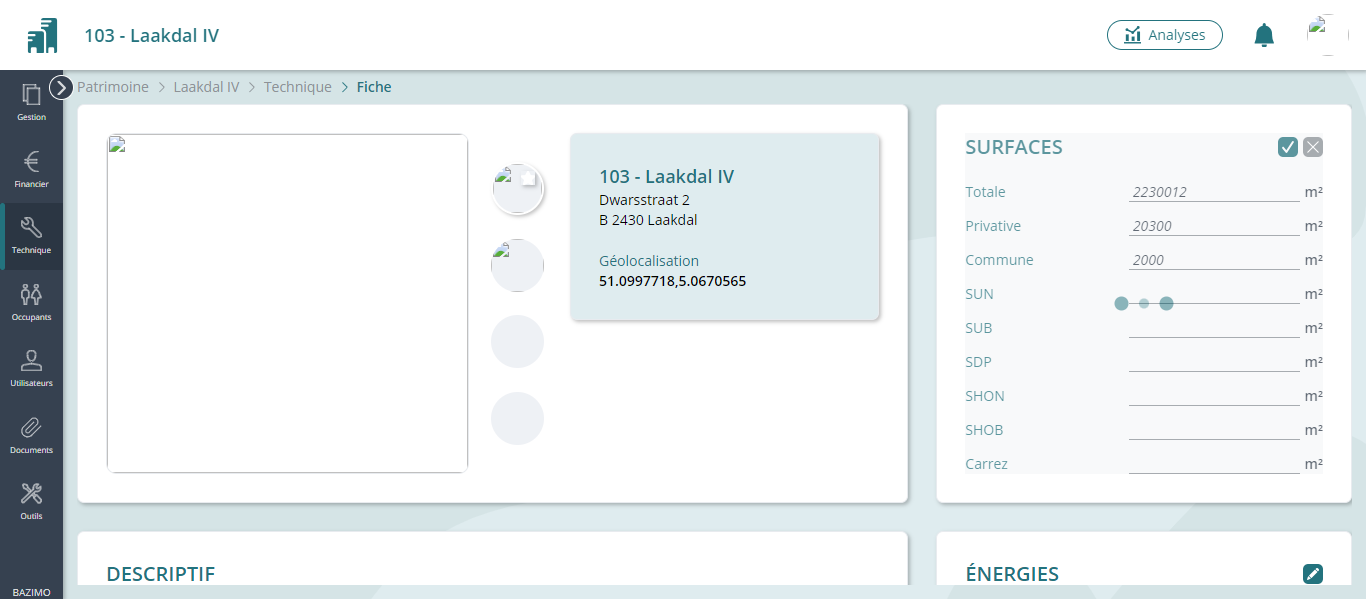 103 - Laakdal IV
Analyses
Patrimoine > Laakdal IV > Technique > Fiche
Gestion
Financier
Technique
Occupants
Utilisateurs
Documents
Outils
BAZIMO
103 - Laakdal IV
Dwarsstraat 2
B 2430 Laakdal
Géolocalisation
51.0997718,5.0670565
SURFACES
Totale 2230012 m²
Privative 20300 m²
Commune 2000 m²
SUN m²
SUB m²
SDP m²
SHON m²
SHOB m²
Carrez m²
DESCRIPTIF
ÉNERGIES